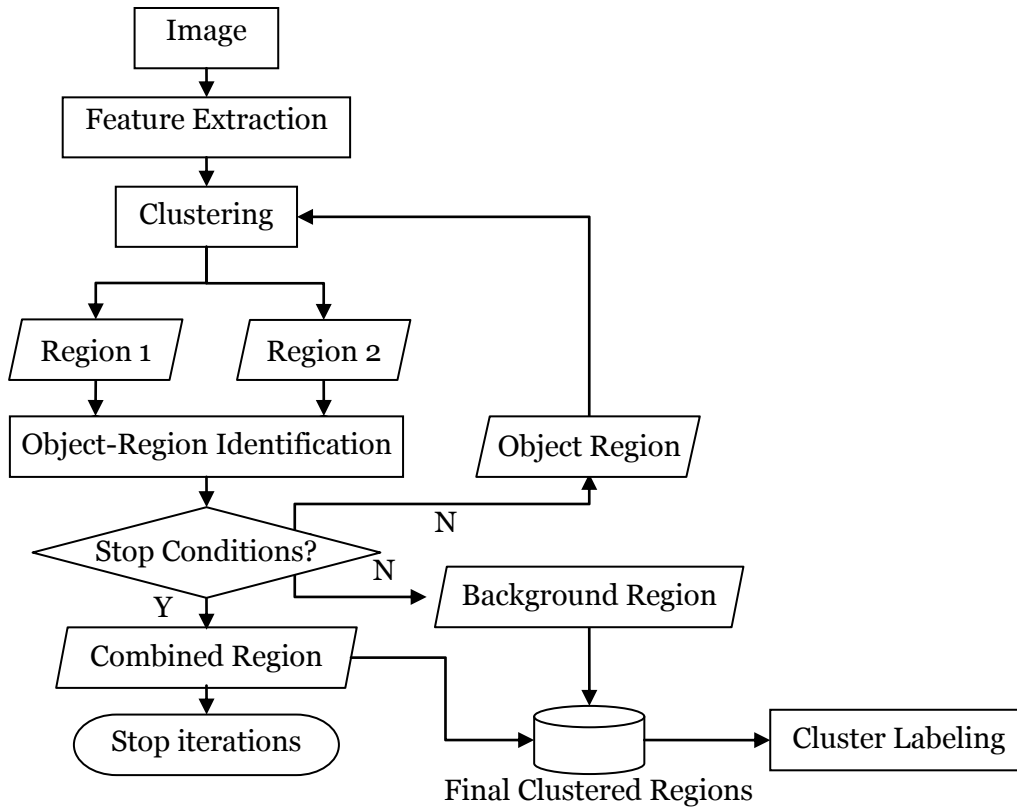 Image
Feature Extraction
Clustering
Region 1
Region 2
Object-Region Identification
Object Region
N
Stop Conditions?
N
Y
Background Region
Combined Region
Stop iterations
Cluster Labeling
Final Clustered Regions